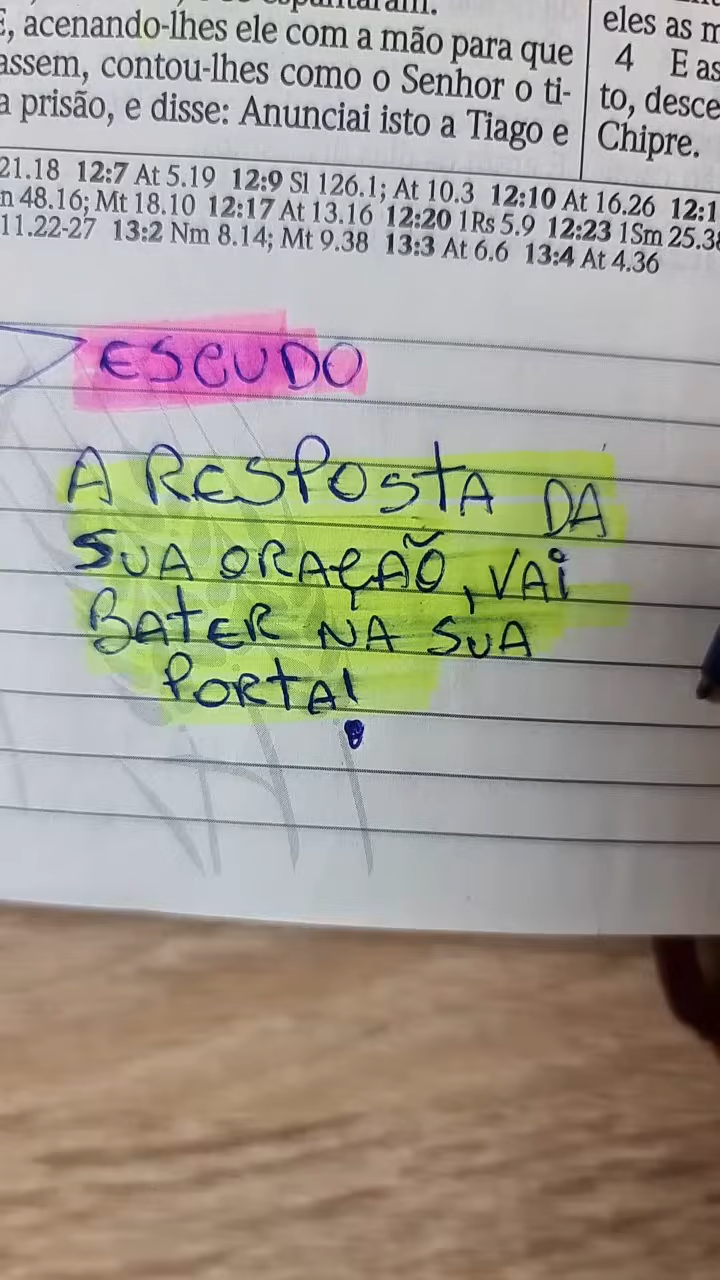 E, acenando-lhes ele com a mão para que
assem, contou-lhes como o Senhor o ti-
a prisão, e disse: Anunciai isto a Tiago e
eles as m
4 E as
to, desce
Chipre.
21.18 12:7 At 5.19 12:9 Sl 126.1; At 10.3 12:10 At 16.26 12:1
n 48.16; Mt 18.10 12:17 At 13.16 12:20 1Rs 5.9 12:23 1Sm 25.38
11.22-27 13:2 Nm 8.14; Mt 9.38 13:3 At 6.6 13:4 At 4.36
ESCUDO
A RESPOSTA DA
SUA ORAÇÃO, VAi
BATER NA SUA
PORTA!